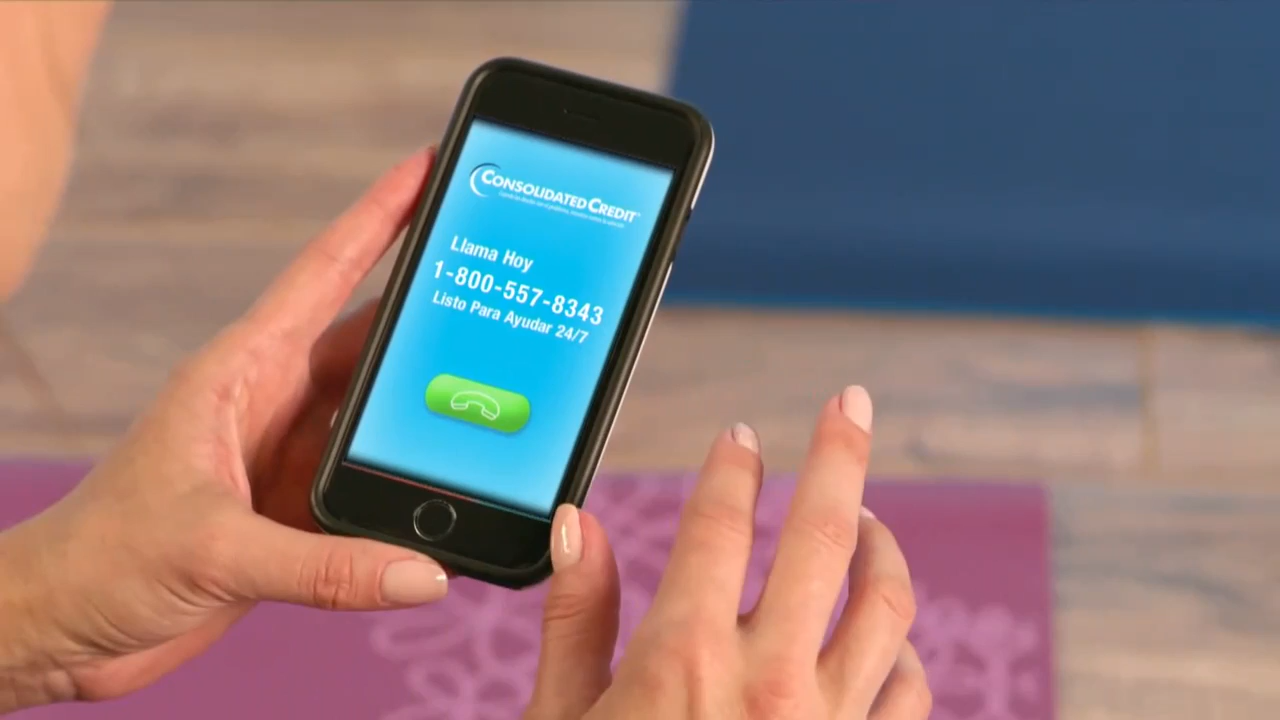 CONSOLIDATED CREDIT
Llama Hoy
1-800-557-8343
Listo Para Ayudar 24/7